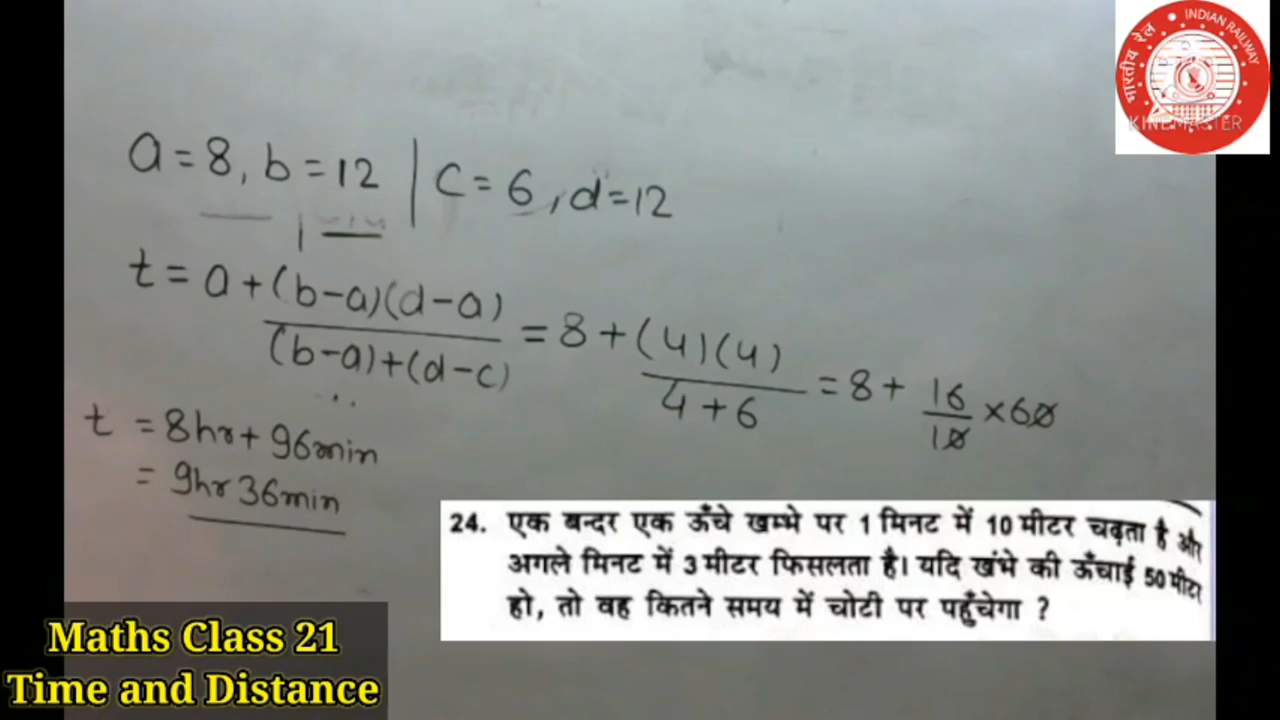 भारतीय रेल
INDIAN RAILWAY
KINEMASTER
a=8, b=12 | c=6, d=12
t = a + (b-a)(d-a) / (b-a)+(d-c) = 8 + (4)(4) / 4+6 = 8 + 16/10 × 60
t = 8hr + 96min
= 9hr 36min
24. एक बन्दर एक ऊँचे खम्भे पर 1 मिनट में 10 मीटर चढ़ता है और
अगले मिनट में 3 मीटर फिसलता है। यदि खंभे की ऊँचाई 50 मीटर
हो, तो वह कितने समय में चोटी पर पहुँचेगा ?
Maths Class 21
Time and Distance